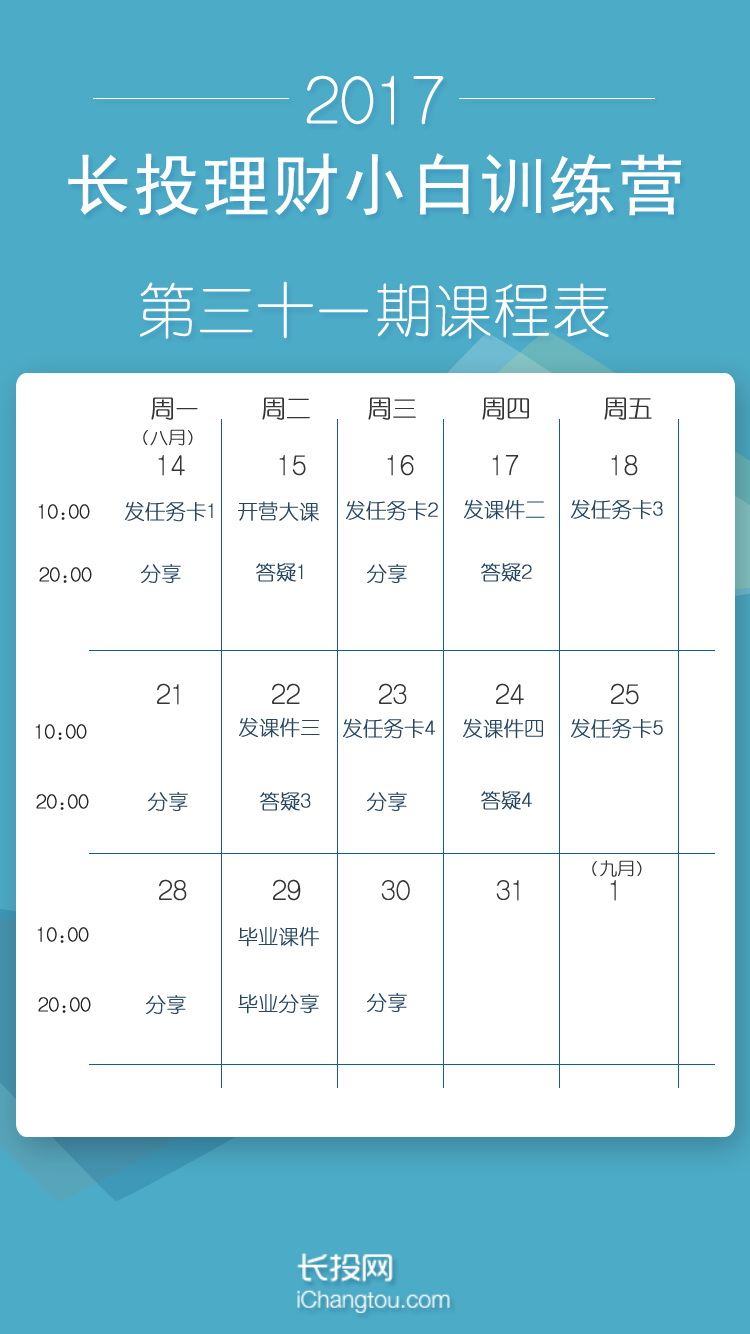 2017
长投理财小白训练营
第三十一期课程表
周一 周二 周三 周四 周五
（八月）
14 15 16 17 18
10:00 发任务卡1 开营大课 发任务卡2 发课件二 发任务卡3
20:00 分享 答疑1 分享 答疑2
21 22 23 24 25
10:00 发课件三 发任务卡4 发课件四 发任务卡5
20:00 分享 答疑3 分享 答疑4
（九月）
28 29 30 31 1
10:00 毕业课件
20:00 分享 毕业分享 分享
长投网
iChangtou.com